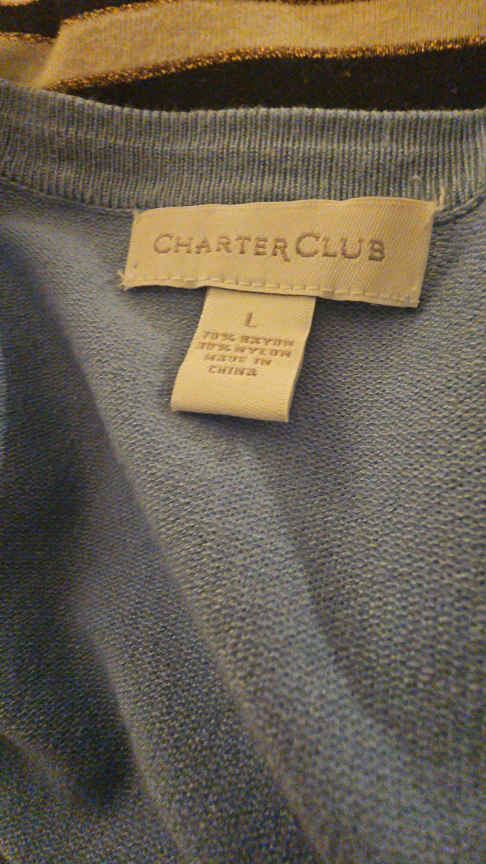 CHARTER CLUB
L
70% RAYON
30% NYLON
MADE IN
CHINA